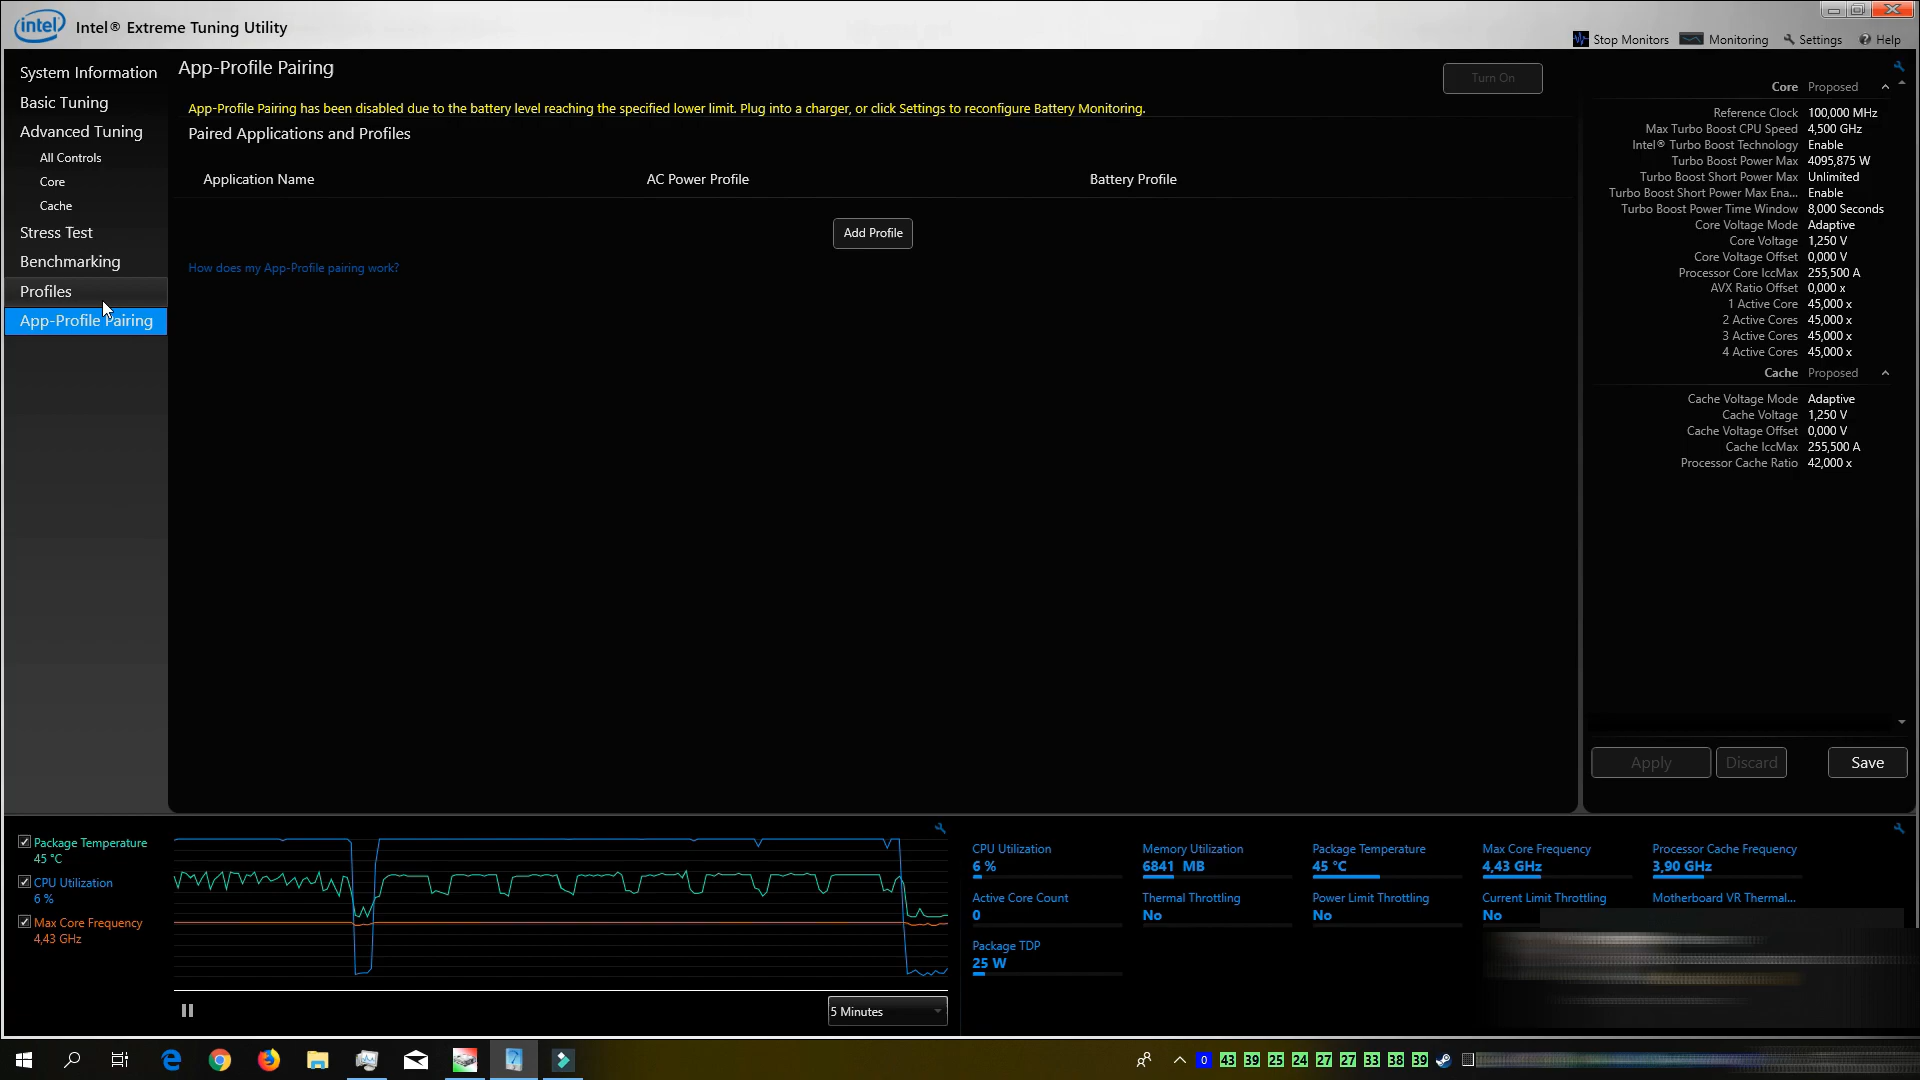 intel
Intel® Extreme Tuning Utility
Stop Monitors
Monitoring
Settings
Help
System Information
Basic Tuning
Advanced Tuning
All Controls
Core
Cache
Stress Test
Benchmarking
Profiles
App-Profile Pairing
App-Profile Pairing
Turn On
App-Profile Pairing has been disabled due to the battery level reaching the specified lower limit. Plug into a charger, or click Settings to reconfigure Battery Monitoring.
Paired Applications and Profiles
Application Name AC Power Profile Battery Profile
Add Profile
How does my App-Profile pairing work?
Core Proposed
Reference Clock 100,000 MHz
Max Turbo Boost CPU Speed 4,500 GHz
Intel® Turbo Boost Technology Enable
Turbo Boost Power Max 4095,875 W
Turbo Boost Short Power Max Unlimited
Turbo Boost Short Power Max Ena... Enable
Turbo Boost Power Time Window 8,000 Seconds
Core Voltage Mode Adaptive
Core Voltage 1,250 V
Core Voltage Offset 0,000 V
Processor Core IccMax 255,500 A
AVX Ratio Offset 0,000 x
1 Active Core 45,000 x
2 Active Cores 45,000 x
3 Active Cores 45,000 x
4 Active Cores 45,000 x
Cache Proposed
Cache Voltage Mode Adaptive
Cache Voltage 1,250 V
Cache Voltage Offset 0,000 V
Cache IccMax 255,500 A
Processor Cache Ratio 42,000 x
Apply Discard Save
Package Temperature
45 °C
CPU Utilization
6 %
Max Core Frequency
4,43 GHz
5 Minutes
CPU Utilization
6 %
Memory Utilization
6841 MB
Package Temperature
45 °C
Max Core Frequency
4,43 GHz
Processor Cache Frequency
3,90 GHz
Active Core Count
0
Thermal Throttling
No
Power Limit Throttling
No
Current Limit Throttling
No
Motherboard VR Thermal...
Package TDP
25 W
0 43 39 25 24 27 27 33 38 39